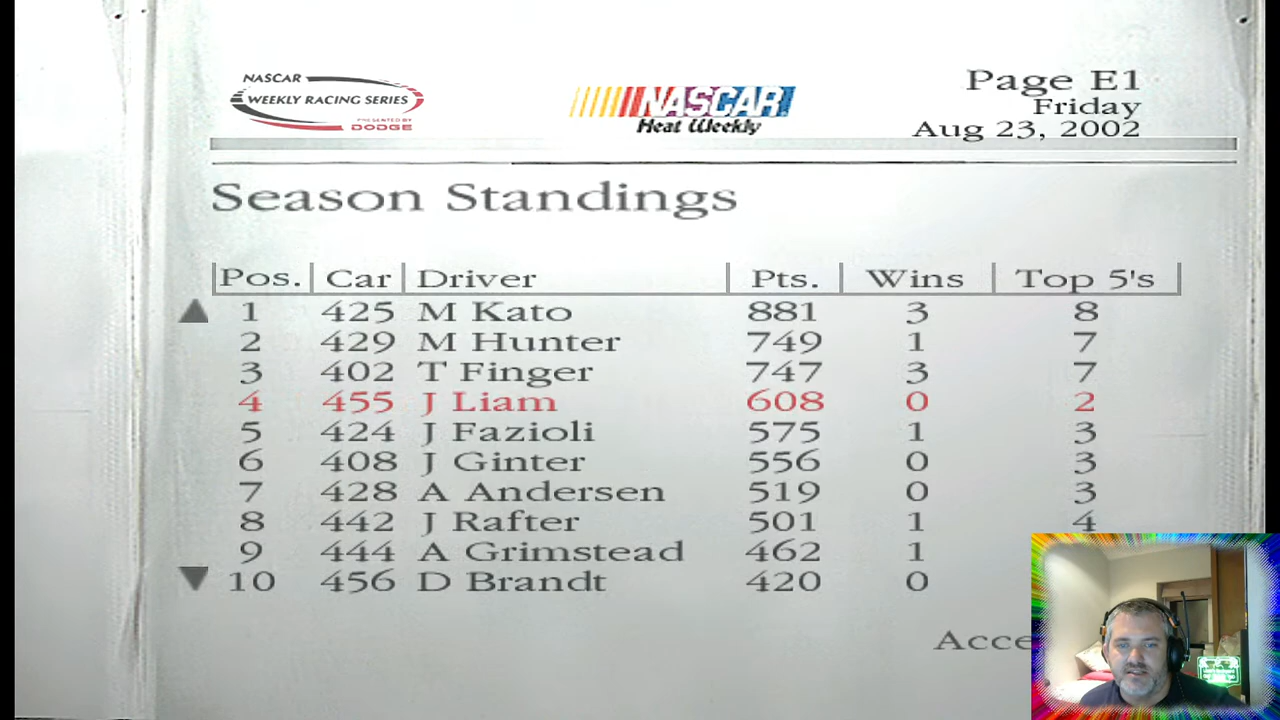 NASCAR
WEEKLY RACING SERIES
PRESENTED BY
DODGE
NASCAR
Heat Weekly
Page E1
Friday
Aug 23, 2002
Season Standings
Pos. Car Driver Pts. Wins Top 5's
1 425 M Kato 881 3 8
2 429 M Hunter 749 1 7
3 402 T Finger 747 3 7
4 455 J Liam 608 0 2
5 424 J Fazioli 575 1 3
6 408 J Ginter 556 0 3
7 428 A Andersen 519 0 3
8 442 J Rafter 501 1 4
9 444 A Grimstead 462 1
10 456 D Brandt 420 0